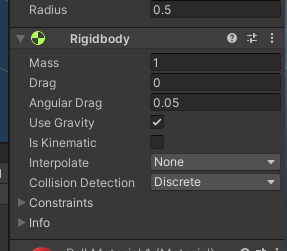 Radius 0.5
Rigidbody
Mass 1
Drag 0
Angular Drag 0.05
Use Gravity
Is Kinematic
Interpolate None
Collision Detection Discrete
Constraints
Info